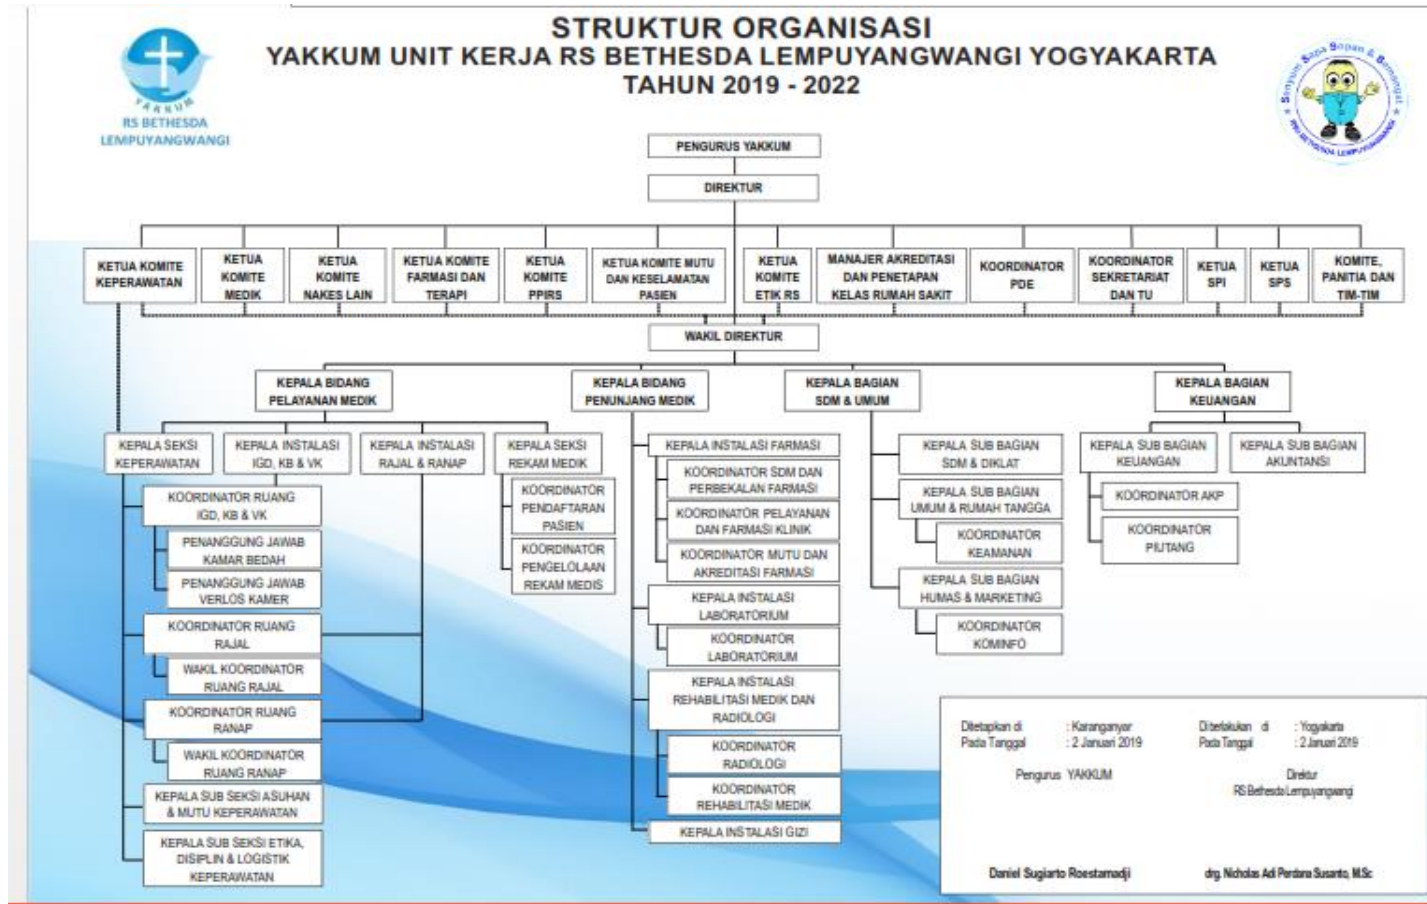 STRUKTUR ORGANISASI
YAKKUM UNIT KERJA RS BETHESDA LEMPUYANGWANGI YOGYAKARTA
TAHUN 2019 - 2022
YAKKUM
RS BETHESDA
LEMPUYANGWANGI
Senyum Sapa Sopan & Semangat
BETHESDA LEMPUYANGWANGI
PENGURUS YAKKUM
DIREKTUR
KETUA KOMITE
KEPERAWATAN
KETUA
KOMITE
MEDIK
KETUA
KOMITE
NAKES LAIN
KETUA KOMITE
FARMASI DAN
TERAPI
KETUA
KOMITE
PPIRS
KETUA KOMITE MUTU
DAN KESELAMATAN
PASIEN
KETUA
KOMITE
ETIK RS
MANAJER AKREDITASI
DAN PENETAPAN
KELAS RUMAH SAKIT
KOORDINATOR
PDE
KOORDINATOR
SEKRETARIAT
DAN TU
KETUA
SPI
KETUA
SPS
KOMITE,
PANITIA DAN
TIM-TIM
WAKIL DIREKTUR
KEPALA BIDANG
PELAYANAN MEDIK
KEPALA BIDANG
PENUNJANG MEDIK
KEPALA BAGIAN
SDM & UMUM
KEPALA BAGIAN
KEUANGAN
KEPALA SEKSI
KEPERAWATAN
KEPALA INSTALASI
IGD, KB & VK
KEPALA INSTALASI
RAJAL & RANAP
KEPALA SEKSI
REKAM MEDIK
KOORDINATOR RUANG
IGD, KB & VK
PENANGGUNG JAWAB
KAMAR BEDAH
PENANGGUNG JAWAB
VERLOS KAMER
KOORDINATOR RUANG
RAJAL
WAKIL KOORDINATOR
RUANG RAJAL
KOORDINATOR RUANG
RANAP
WAKIL KOORDINATOR
RUANG RANAP
KEPALA SUB SEKSI ASUHAN
& MUTU KEPERAWATAN
KEPALA SUB SEKSI ETIKA,
DISIPLIN & LOGISTIK
KEPERAWATAN
KOORDINATOR
PENDAFTARAN
PASIEN
KOORDINATOR
PENGELOLAAN
REKAM MEDIS
KEPALA INSTALASI FARMASI
KOORDINATOR SDM DAN
PERBEKALAN FARMASI
KOORDINATOR PELAYANAN
DAN FARMASI KLINIK
KOORDINATOR MUTU DAN
AKREDITASI FARMASI
KEPALA INSTALASI
LABORATORIUM
KOORDINATOR
LABORATORIUM
KEPALA INSTALASI
REHABILITASI MEDIK DAN
RADIOLOGI
KOORDINATOR
RADIOLOGI
KOORDINATOR
REHABILITASI MEDIK
KEPALA INSTALASI GIZI
KEPALA SUB BAGIAN
SDM & DIKLAT
KEPALA SUB BAGIAN
UMUM & RUMAH TANGGA
KOORDINATOR
KEAMANAN
KEPALA SUB BAGIAN
HUMAS & MARKETING
KOORDINATOR
KOMINFO
KEPALA SUB BAGIAN
KEUANGAN
KOORDINATOR AKP
KOORDINATOR
PIUTANG
KEPALA SUB BAGIAN
AKUNTANSI
Ditetapkan di : Karanganyar
Pada Tanggal : 2 Januari 2019
Pengurus YAKKUM
Daniel Sugiarto Roestamadji
Diberlakukan di : Yogyakarta
Pada Tanggal : 2 Januari 2019
Direktur
RS Bethesda Lempuyangwangi
drg. Nicholas Adi Perdana Susanto, M.Sc